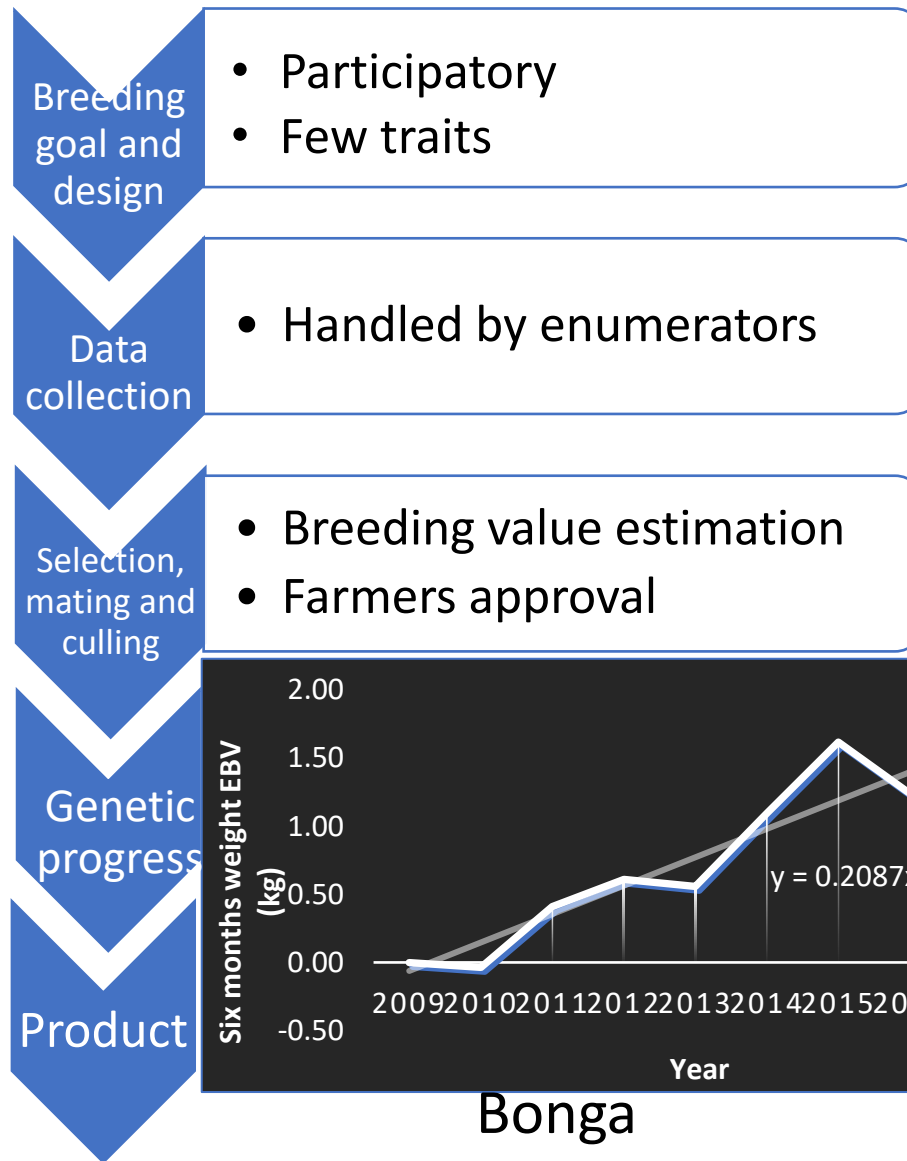 Breeding
goal and
design
• Participatory
• Few traits
Data
collection
• Handled by enumerators
Selection,
mating and
culling
• Breeding value estimation
• Farmers approval
Genetic
progress
Product
Six months weight EBV
(kg)
2.00
1.50
1.00
0.50
0.00
-0.50
y = 0.2087
2009 2010 2011 2012 2013 2014 2015
Year
Bonga